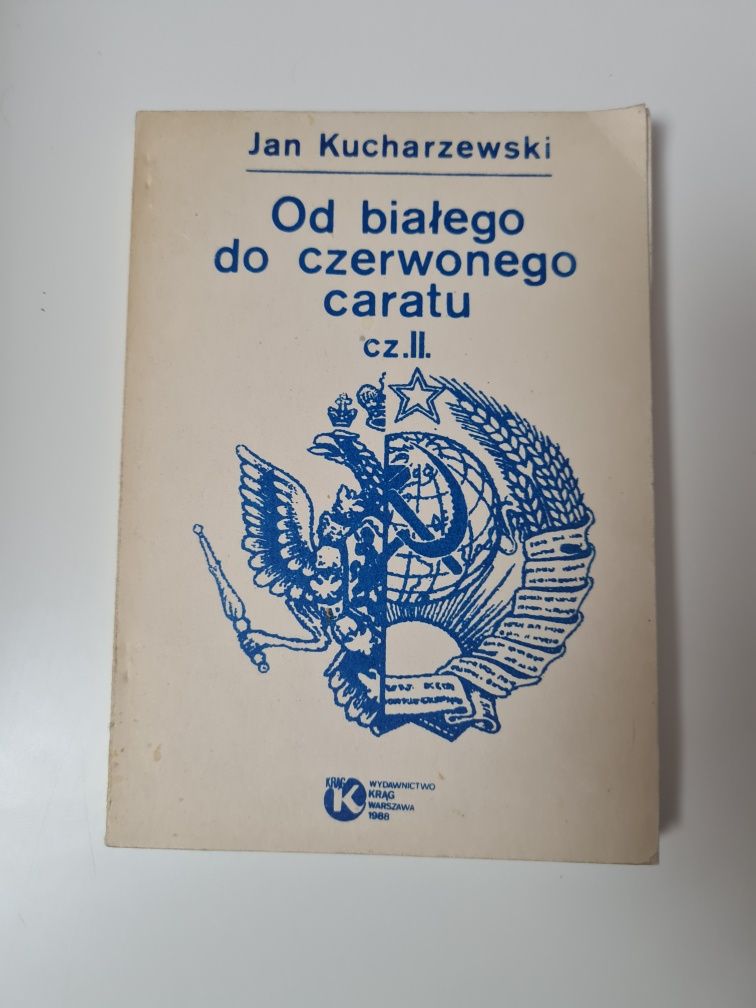 Jan Kucharzewski
Od białego
do czerwonego
caratu
cz.II.
KRĄG
K
WYDAWNICTWO
KRĄG
WARSZAWA
1988